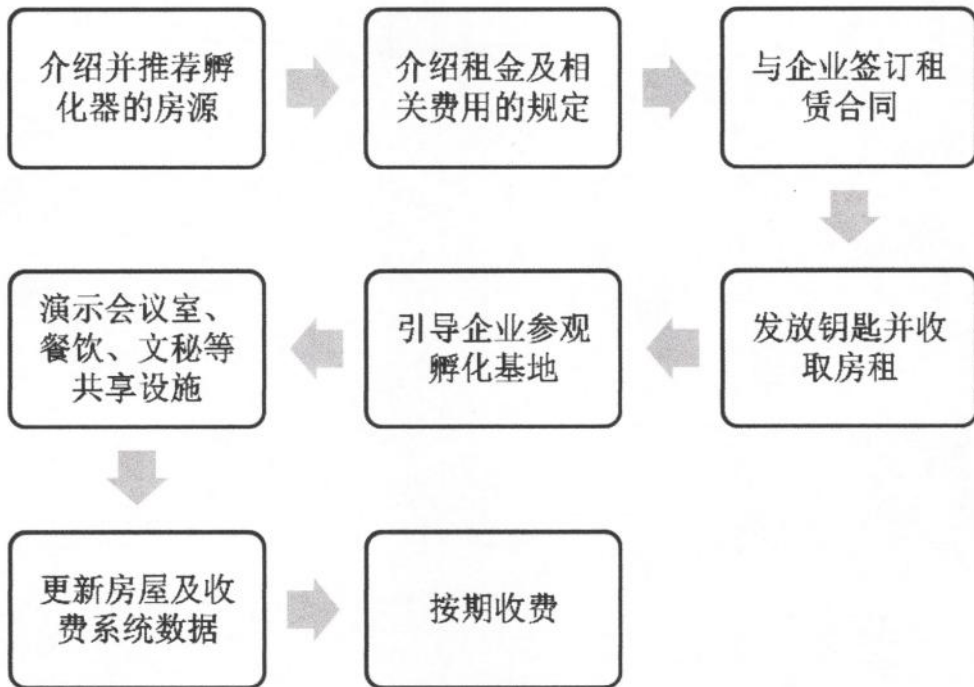 介绍并推荐孵
化器的房源
介绍租金及相
关费用的规定
与企业签订租
赁合同
发放钥匙并收
取房租
引导企业参观
孵化基地
演示会议室、
餐饮、文秘等
共享设施
更新房屋及收
费系统数据
按期收费